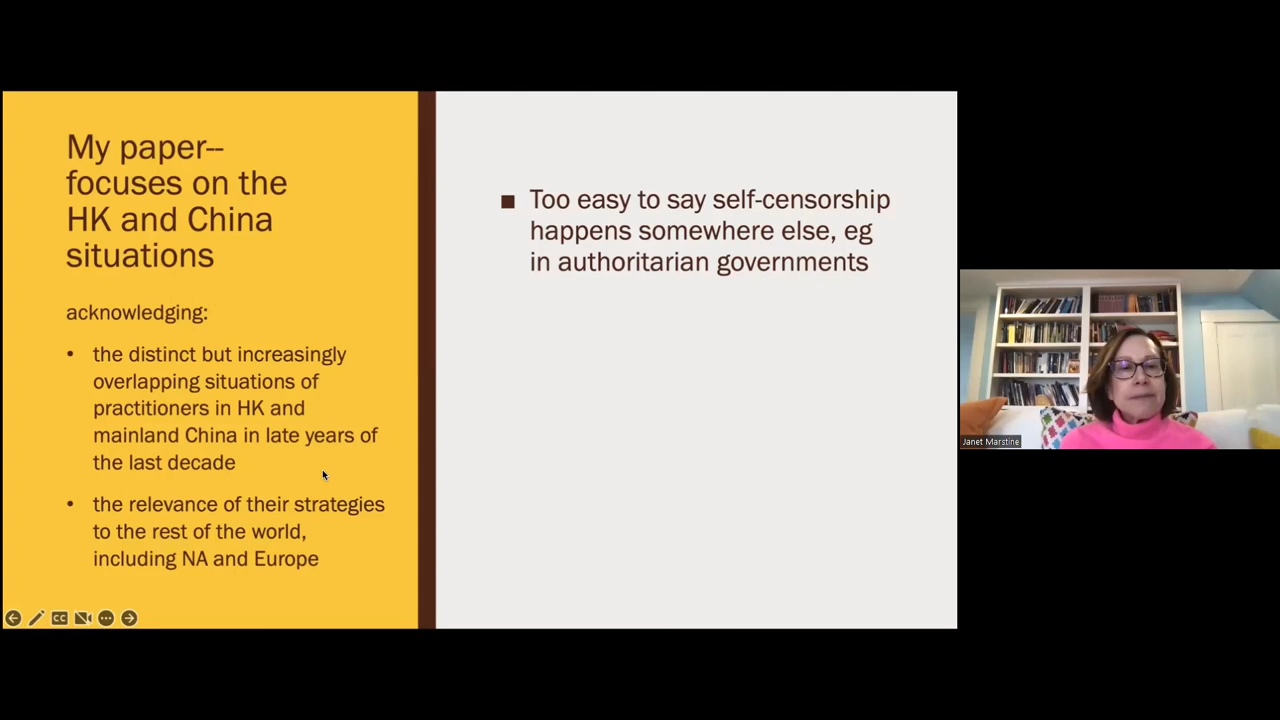 My paper--
focuses on the
HK and China
situations
acknowledging:
• the distinct but increasingly
overlapping situations of
practitioners in HK and
mainland China in late years of
the last decade
• the relevance of their strategies
to the rest of the world,
including NA and Europe
■ Too easy to say self-censorship
happens somewhere else, eg
in authoritarian governments
Janet Marstine
CC